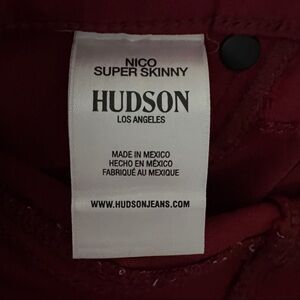 NICO
SUPER SKINNY
HUDSON
LOS ANGELES
MADE IN MEXICO
HECHO EN MÉXICO
FABRIQUÉ AU MEXIQUE
WWW.HUDSONJEANS.COM